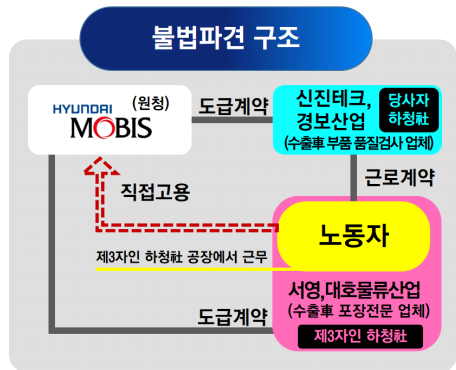 불법파견 구조
HYUNDAI
MOBIS
(원청)
도급계약
신진테크,
경보산업
(수출車 부품 품질검사 업체)
당사자
하청社
직접고용
근로계약
노동자
제3자인 하청社 공장에서 근무
서영,대호물류산업
(수출車 포장전문 업체)
도급계약
제3자인 하청社